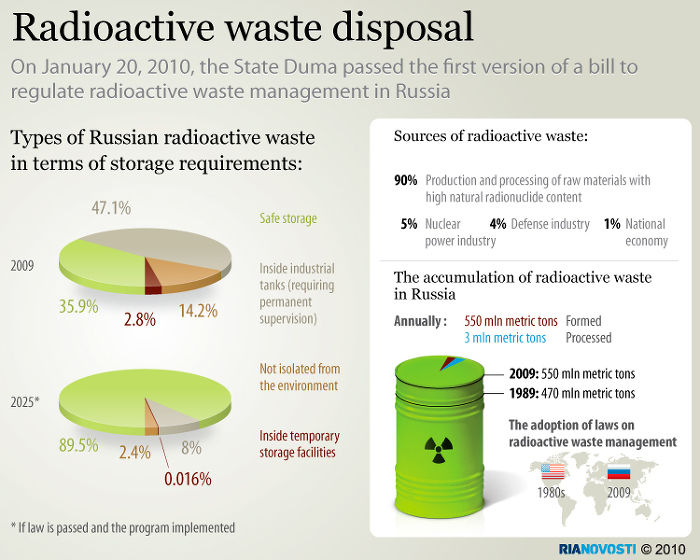 Radioactive waste disposal
On January 20, 2010, the State Duma passed the first version of a bill to
regulate radioactive waste management in Russia
Types of Russian radioactive waste
in terms of storage requirements:
2009
47.1%
35.9%
2.8%
14.2%
Safe storage
Inside industrial
tanks (requiring
permanent
supervision)
Not isolated from
the environment
Inside temporary
storage facilities
2025*
89.5%
2.4%
8%
0.016%
* If law is passed and the program implemented
Sources of radioactive waste:
90% Production and processing of raw materials with
high natural radionuclide content
5% Nuclear
power industry
4% Defense industry
1% National
economy
The accumulation of radioactive waste
in Russia
Annually : 550 mln metric tons Formed
3 mln metric tons Processed
2009: 550 mln metric tons
1989: 470 mln metric tons
The adoption of laws on
radioactive waste management
1980s
2009
RIANOVOSTI © 2010